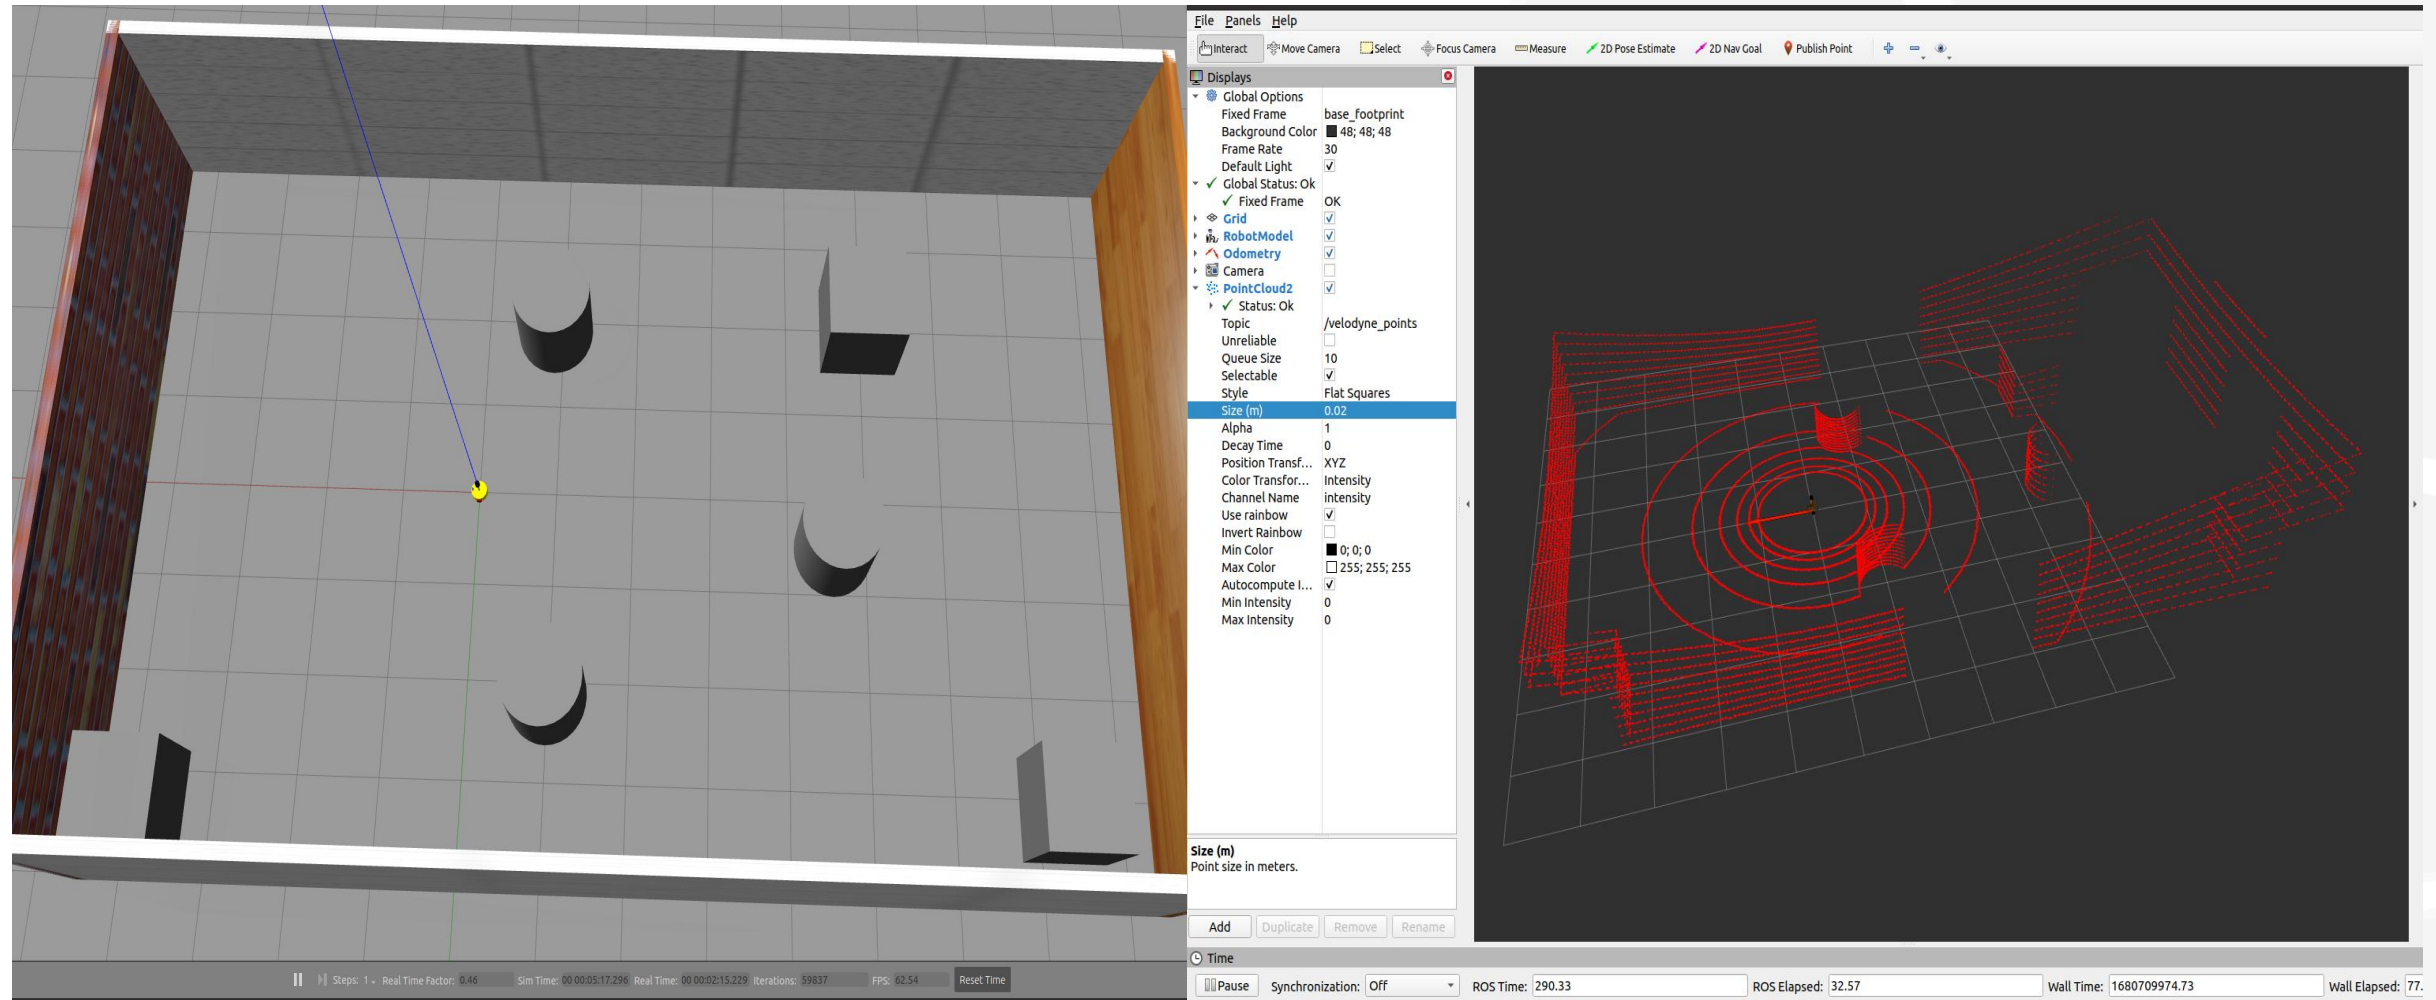 File Panels Help
Interact Move Camera Select Focus Camera Measure 2D Pose Estimate 2D Nav Goal Publish Point
Displays
Global Options
Fixed Frame base_footprint
Background Color 48; 48; 48
Frame Rate 30
Default Light
Global Status: Ok
Fixed Frame OK
Grid
RobotModel
Odometry
Camera
PointCloud2
Status: Ok
Topic /velodyne_points
Unreliable
Queue Size 10
Selectable
Style Flat Squares
Size (m) 0.02
Alpha 1
Decay Time 0
Position Transf... XYZ
Color Transfor... Intensity
Channel Name intensity
Use rainbow
Invert Rainbow
Min Color 0; 0; 0
Max Color 255; 255; 255
Autocompute I...
Min Intensity 0
Max Intensity 0
Size (m)
Point size in meters.
Add Duplicate Remove Rename
Time
Pause Synchronization: Off ROS Time: 290.33 ROS Elapsed: 32.57 Wall Time: 1680709974.73 Wall Elapsed: 77.
Steps: 1 Real Time Factor: 0.46 Sim Time: 00 00:05:17.296 Real Time: 00 00:02:15.229 Iterations: 59837 FPS: 62.54 Reset Time